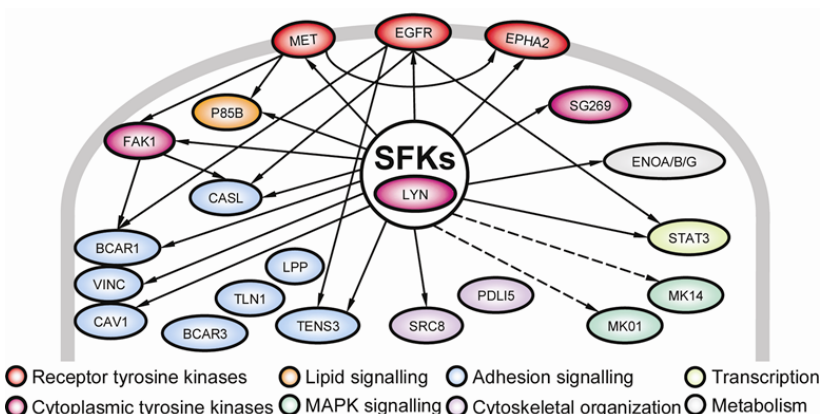 MET
EGFR
EPHA2
P85B
SG269
FAK1
SFKs
ENOA/B/G
CASL
LYN
BCAR1
STAT3
VINC
LPP
MK14
TLN1
PDLI5
CAV1
BCAR3
TENS3
SRC8
MK01
Receptor tyrosine kinases Lipid signalling Adhesion signalling Transcription
Cytoplasmic tyrosine kinases MAPK signalling Cytoskeletal organization Metabolism